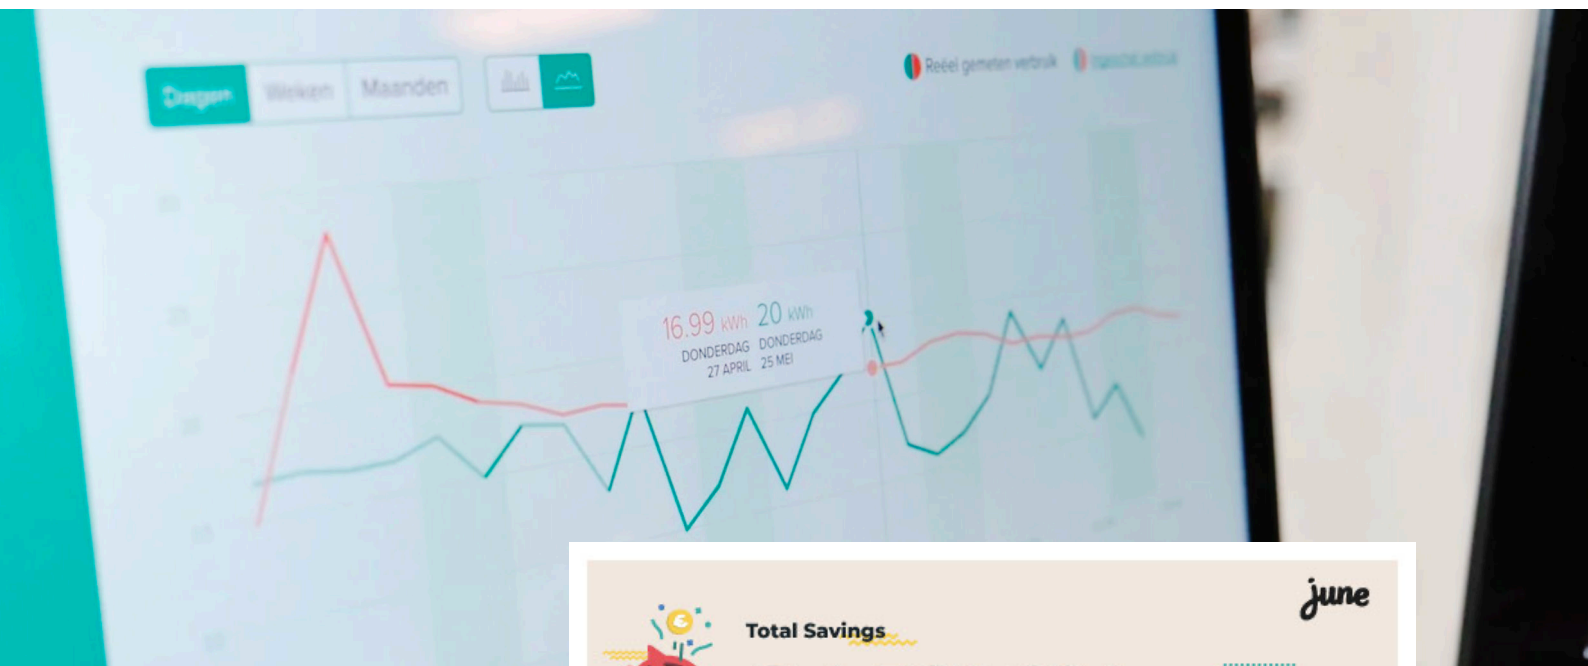 Dagen Weken Maanden
Reëel gemeten verbruik
16.99 kWh 20 kWh
DONDERDAG DONDERDAG
27 APRIL 25 MEI
june
Total Savings